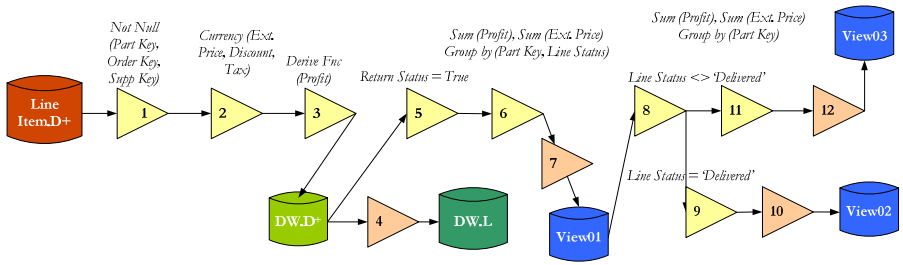 Not Null
(Part Key,
Order Key,
Supp Key)
Currency (Ext.
Price, Discount,
Tax)
Derive Fnc
(Profit)
Return Status = True
Sum (Profit), Sum (Ext. Price)
Group by (Part Key, Line Status)
Sum (Profit), Sum (Ext. Price)
Group by (Part Key)
View03
Line Status <> 'Delivered'
Line
Item.D+
1
2
3
5
6
7
8
11
12
Line Status = 'Delivered'
DW.D+
4
DW.L
View01
9
10
View02